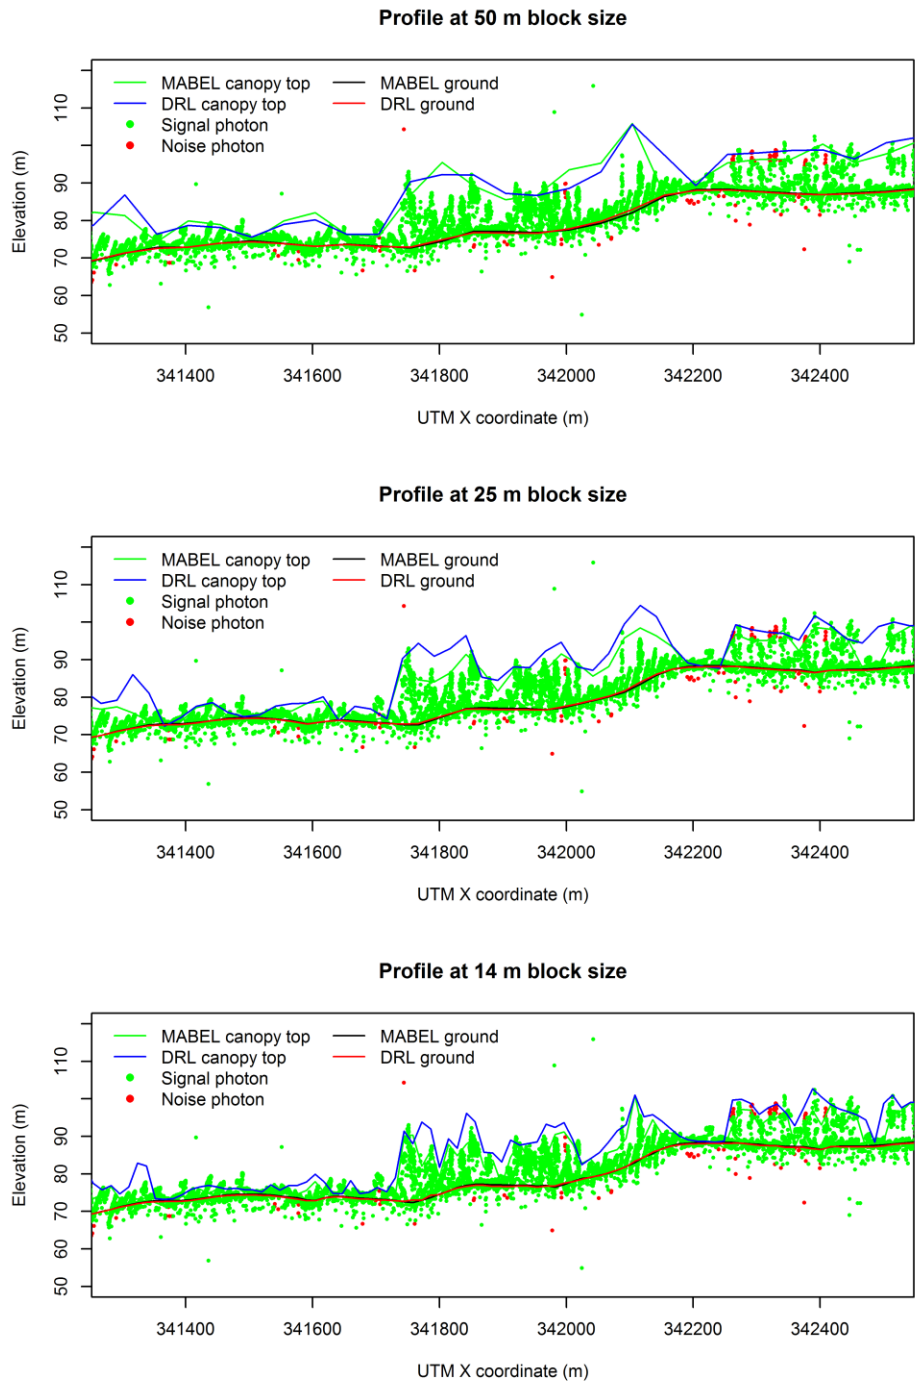 Profile at 50 m block size
MABEL canopy top MABEL ground
DRL canopy top DRL ground
Signal photon
Noise photon
Elevation (m)
110
90
80
70
60
50
341400 341600 341800 342000 342200 342400
UTM X coordinate (m)
Profile at 25 m block size
MABEL canopy top MABEL ground
DRL canopy top DRL ground
Signal photon
Noise photon
Elevation (m)
110
90
80
70
60
50
341400 341600 341800 342000 342200 342400
UTM X coordinate (m)
Profile at 14 m block size
MABEL canopy top MABEL ground
DRL canopy top DRL ground
Signal photon
Noise photon
Elevation (m)
110
90
80
70
60
50
341400 341600 341800 342000 342200 342400
UTM X coordinate (m)